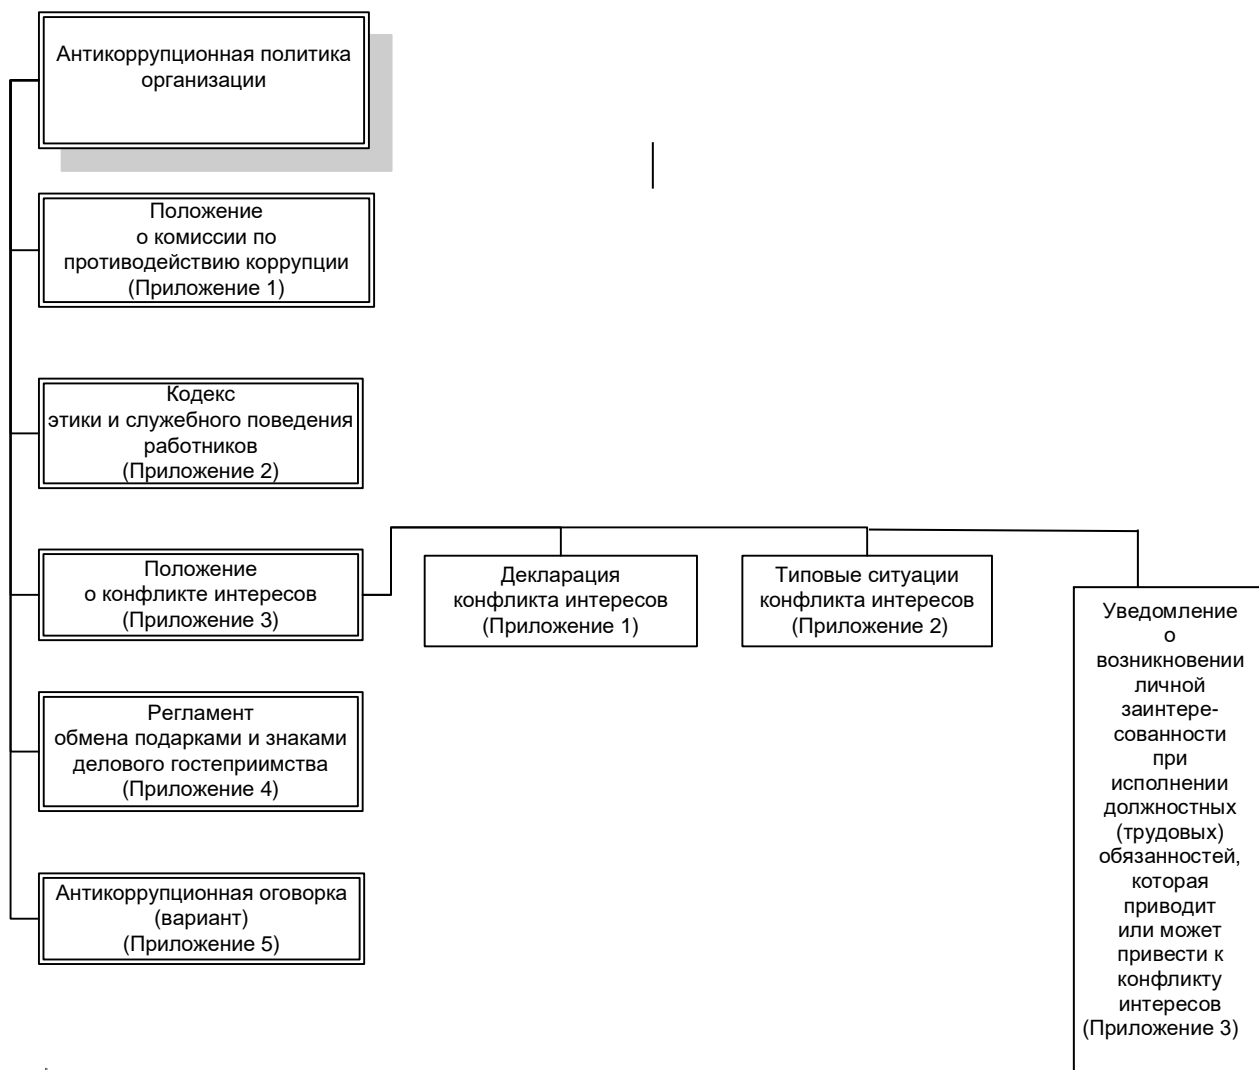 Антикоррупционная политика
организации
Положение
о комиссии по
противодействию коррупции
(Приложение 1)
Кодекс
этики и служебного поведения
работников
(Приложение 2)
Положение
о конфликте интересов
(Приложение 3)
Декларация
конфликта интересов
(Приложение 1)
Типовые ситуации
конфликта интересов
(Приложение 2)
Уведомление
о
возникновении
личной
заинтере-
сованности
при
исполнении
должностных
(трудовых)
обязанностей,
которая
приводит
или может
привести к
конфликту
интересов
(Приложение 3)
Регламент
обмена подарками и знаками
делового гостеприимства
(Приложение 4)
Антикоррупционная оговорка
(вариант)
(Приложение 5)